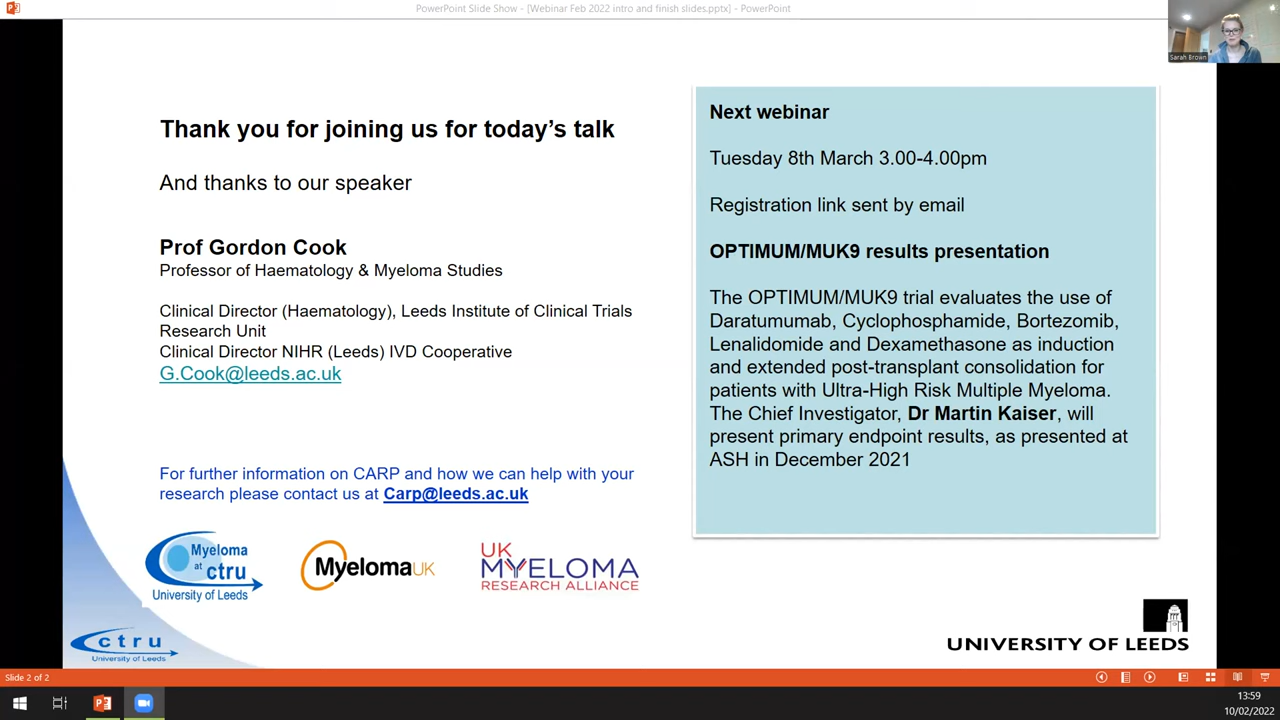 PowerPoint Slide Show - [Webinar Feb 2022 intro and finish slides.pptx] - PowerPoint
Sarah Brown
Thank you for joining us for today’s talk
And thanks to our speaker
Prof Gordon Cook
Professor of Haematology & Myeloma Studies
Clinical Director (Haematology), Leeds Institute of Clinical Trials
Research Unit
Clinical Director NIHR (Leeds) IVD Cooperative
G.Cook@leeds.ac.uk
For further information on CARP and how we can help with your
research please contact us at Carp@leeds.ac.uk
Next webinar
Tuesday 8th March 3.00-4.00pm
Registration link sent by email
OPTIMUM/MUK9 results presentation
The OPTIMUM/MUK9 trial evaluates the use of
Daratumumab, Cyclophosphamide, Bortezomib,
Lenalidomide and Dexamethasone as induction
and extended post-transplant consolidation for
patients with Ultra-High Risk Multiple Myeloma.
The Chief Investigator, Dr Martin Kaiser, will
present primary endpoint results, as presented at
ASH in December 2021
Myeloma
at
ctru
University of Leeds
MyelomaUK
UK
MYELOMA
RESEARCH ALLIANCE
ctru
University of Leeds
UNIVERSITY OF LEEDS
Slide 2 of 2
13:59
10/02/2022